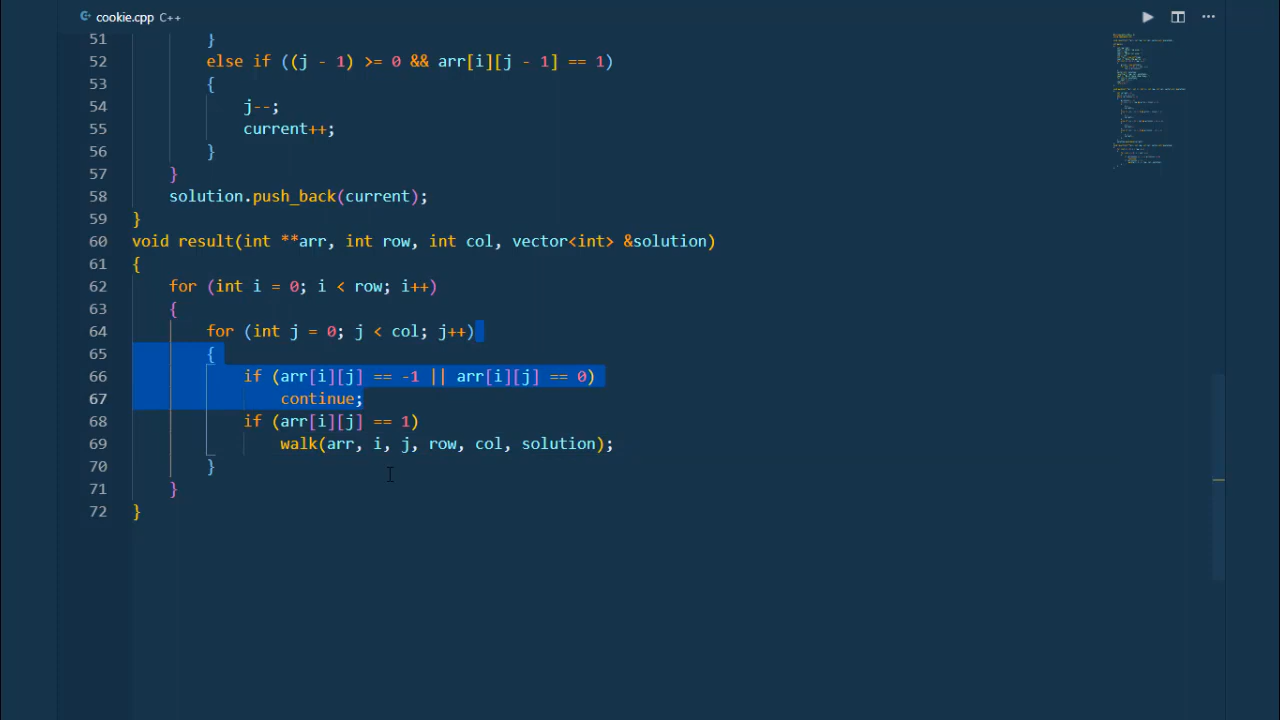 cookie.cpp C++
51 }
52 else if ((j - 1) >= 0 && arr[i][j - 1] == 1)
53 {
54 j--;
55 current++;
56 }
57 }
58 solution.push_back(current);
59 }
60 void result(int **arr, int row, int col, vector<int> &solution)
61 {
62 for (int i = 0; i < row; i++)
63 {
64 for (int j = 0; j < col; j++)
65 {
66 if (arr[i][j] == -1 || arr[i][j] == 0)
67 continue;
68 if (arr[i][j] == 1)
69 walk(arr, i, j, row, col, solution);
70 }
71 }
72 }